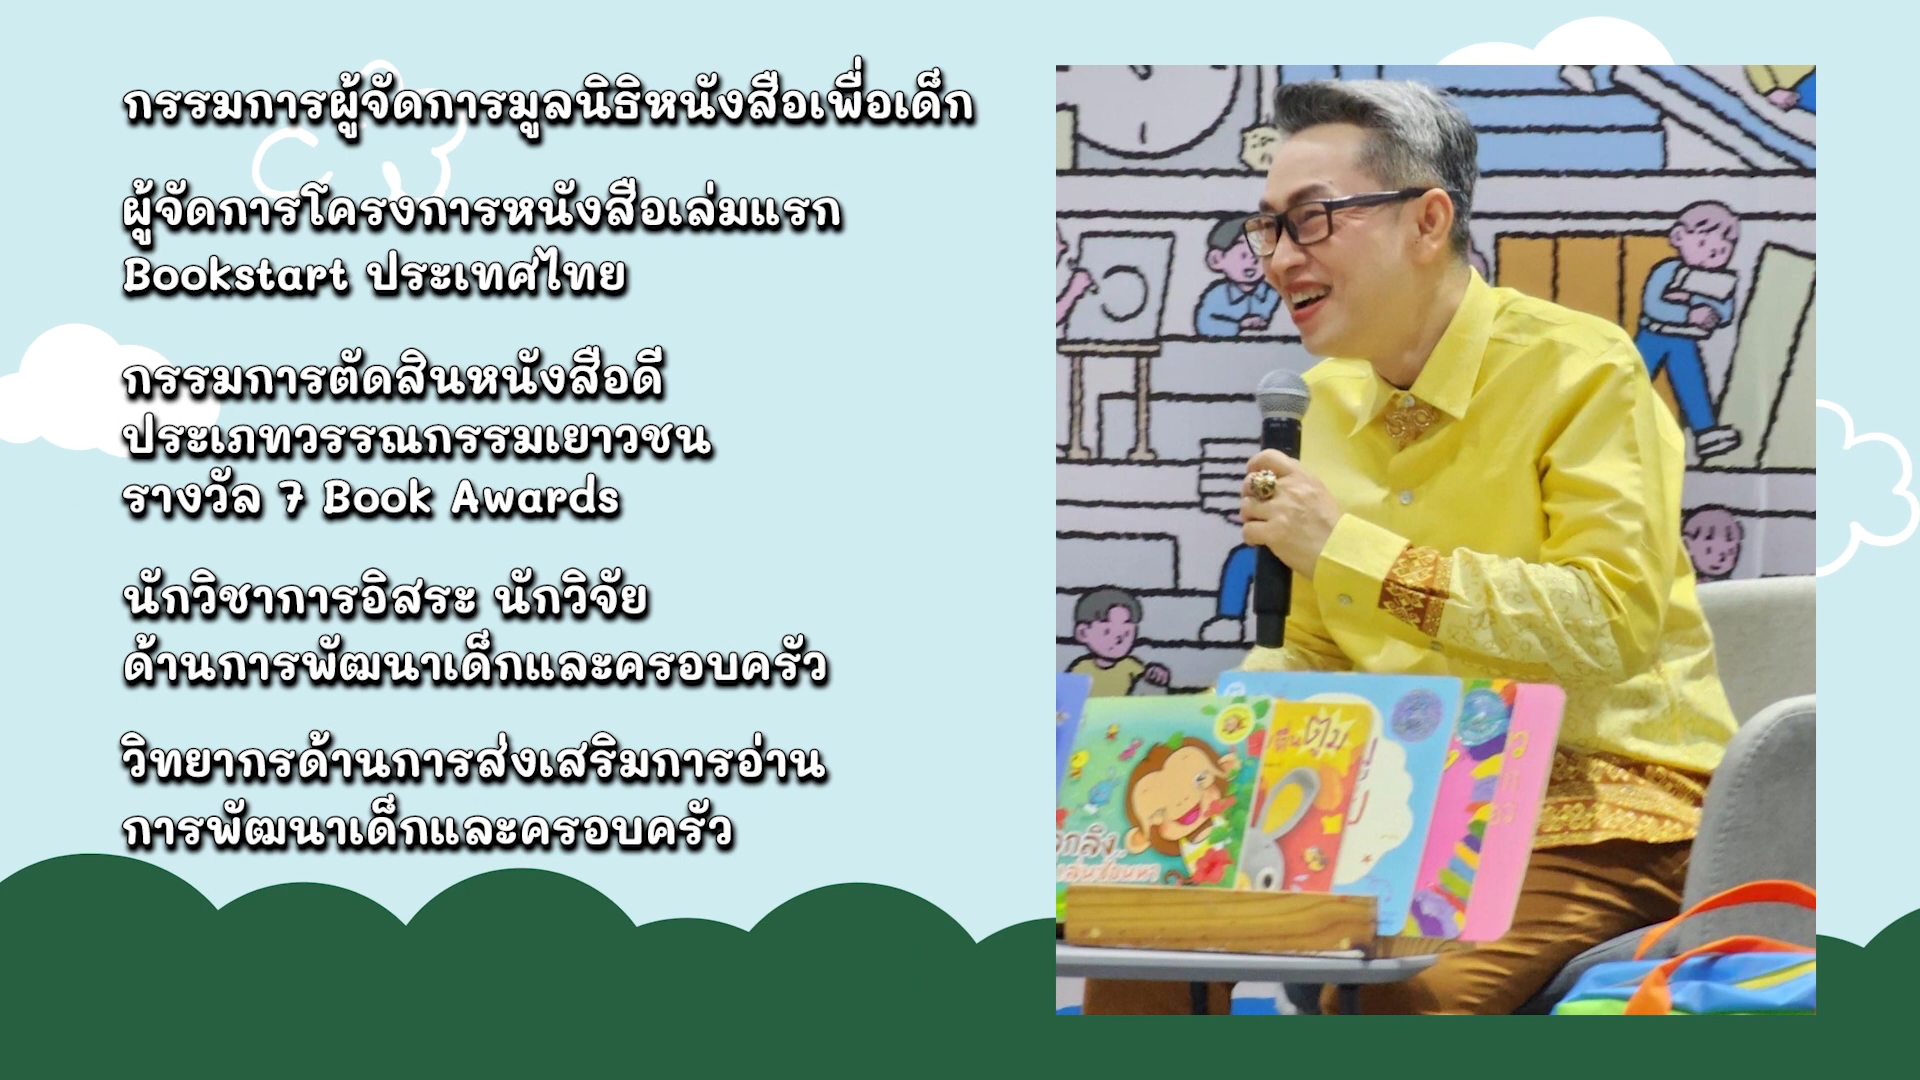 กรรมการผู้จัดการมูลนิธิหนังสือเพื่อเด็ก
ผู้จัดการโครงการหนังสือเล่มแรก
Bookstart ประเทศไทย
กรรมการตัดสินหนังสือดี
ประเภทวรรณกรรมเยาวชน
รางวัล 7 Book Awards
นักวิชาการอิสระ นักวิจัย
ด้านการพัฒนาเด็กและครอบครัว
วิทยากรด้านการส่งเสริมการอ่าน
การพัฒนาเด็กและครอบครัว